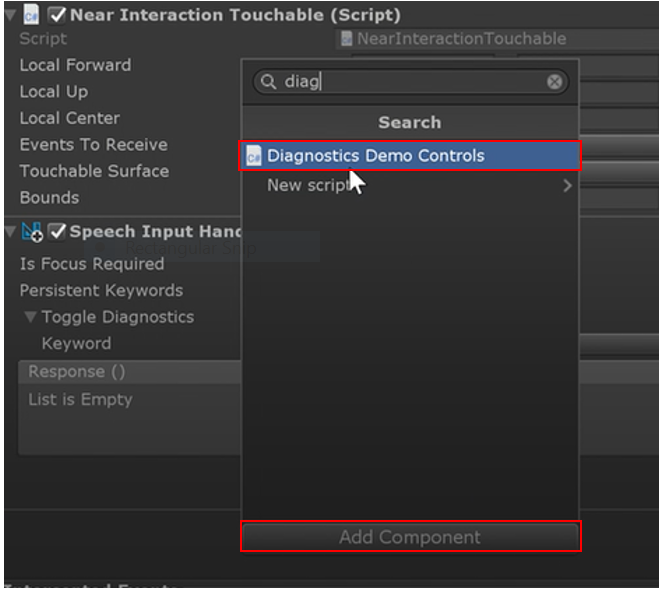 Near Interaction Touchable (Script)
Script NearInteractionTouchable
Local Forward
Local Up
Local Center
Events To Receive
Touchable Surface
Bounds
Speech Input Hand
Is Focus Required
Persistent Keywords
Toggle Diagnostics
Keyword
Response ()
List is Empty
diag
Search
Diagnostics Demo Controls
New script
Rectangular Snip
Add Component